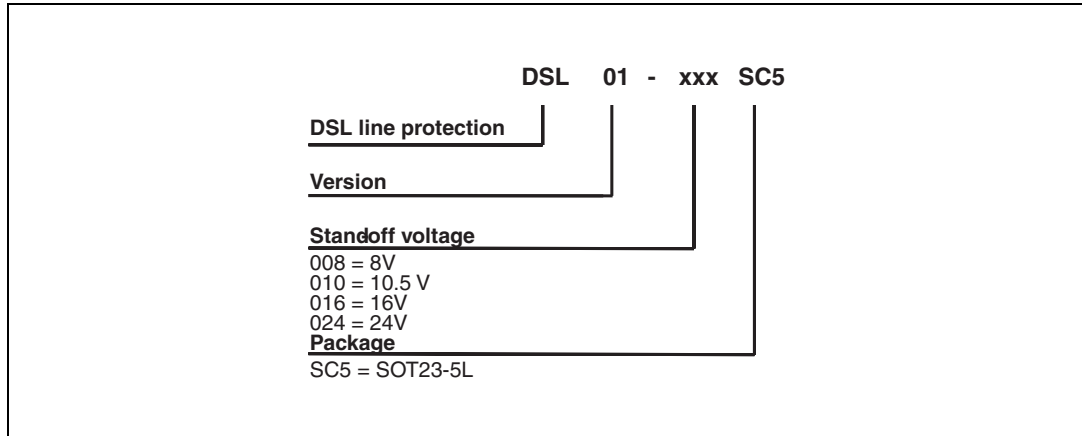 DSL 01 - xxx SC5
DSL line protection
Version
Standoff voltage
008 = 8V
010 = 10.5 V
016 = 16V
024 = 24V
Package
SC5 = SOT23-5L